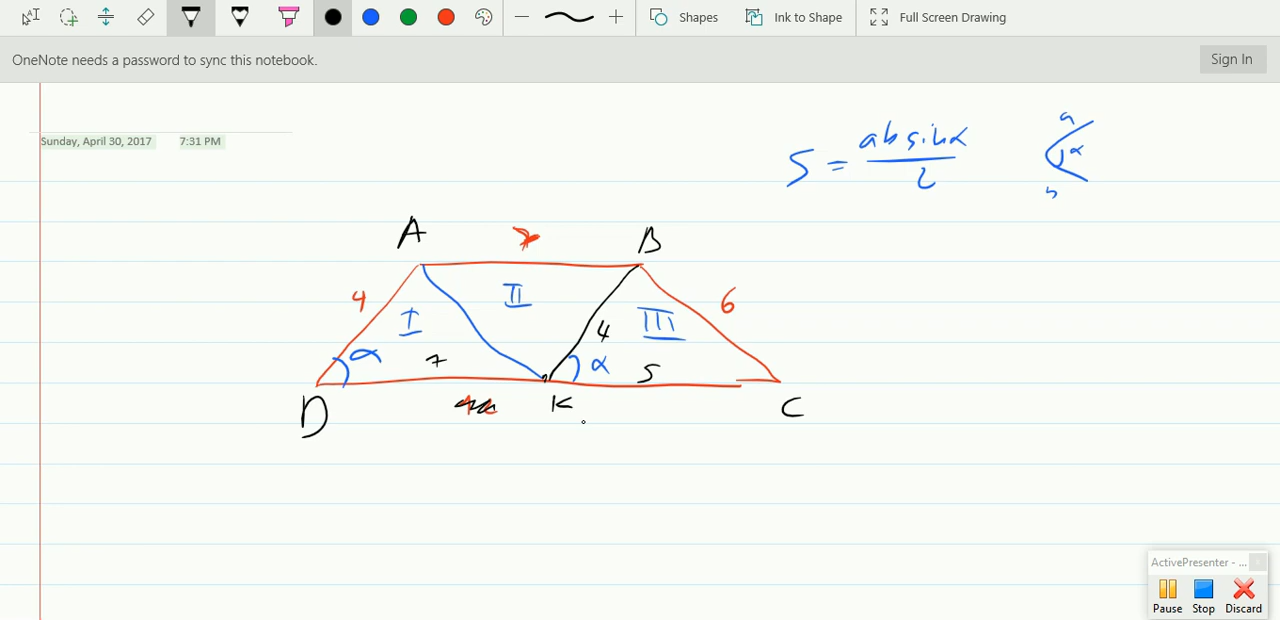 Shapes
Ink to Shape
Full Screen Drawing
OneNote needs a password to sync this notebook.
Sign In
Sunday, April 30, 2017 7:31 PM
S = ab sin α / 2
a
α
b
A
B
4
II
6
I
III
4
α
7
α
5
D
K
C
ActivePresenter - ...
Pause Stop Discard